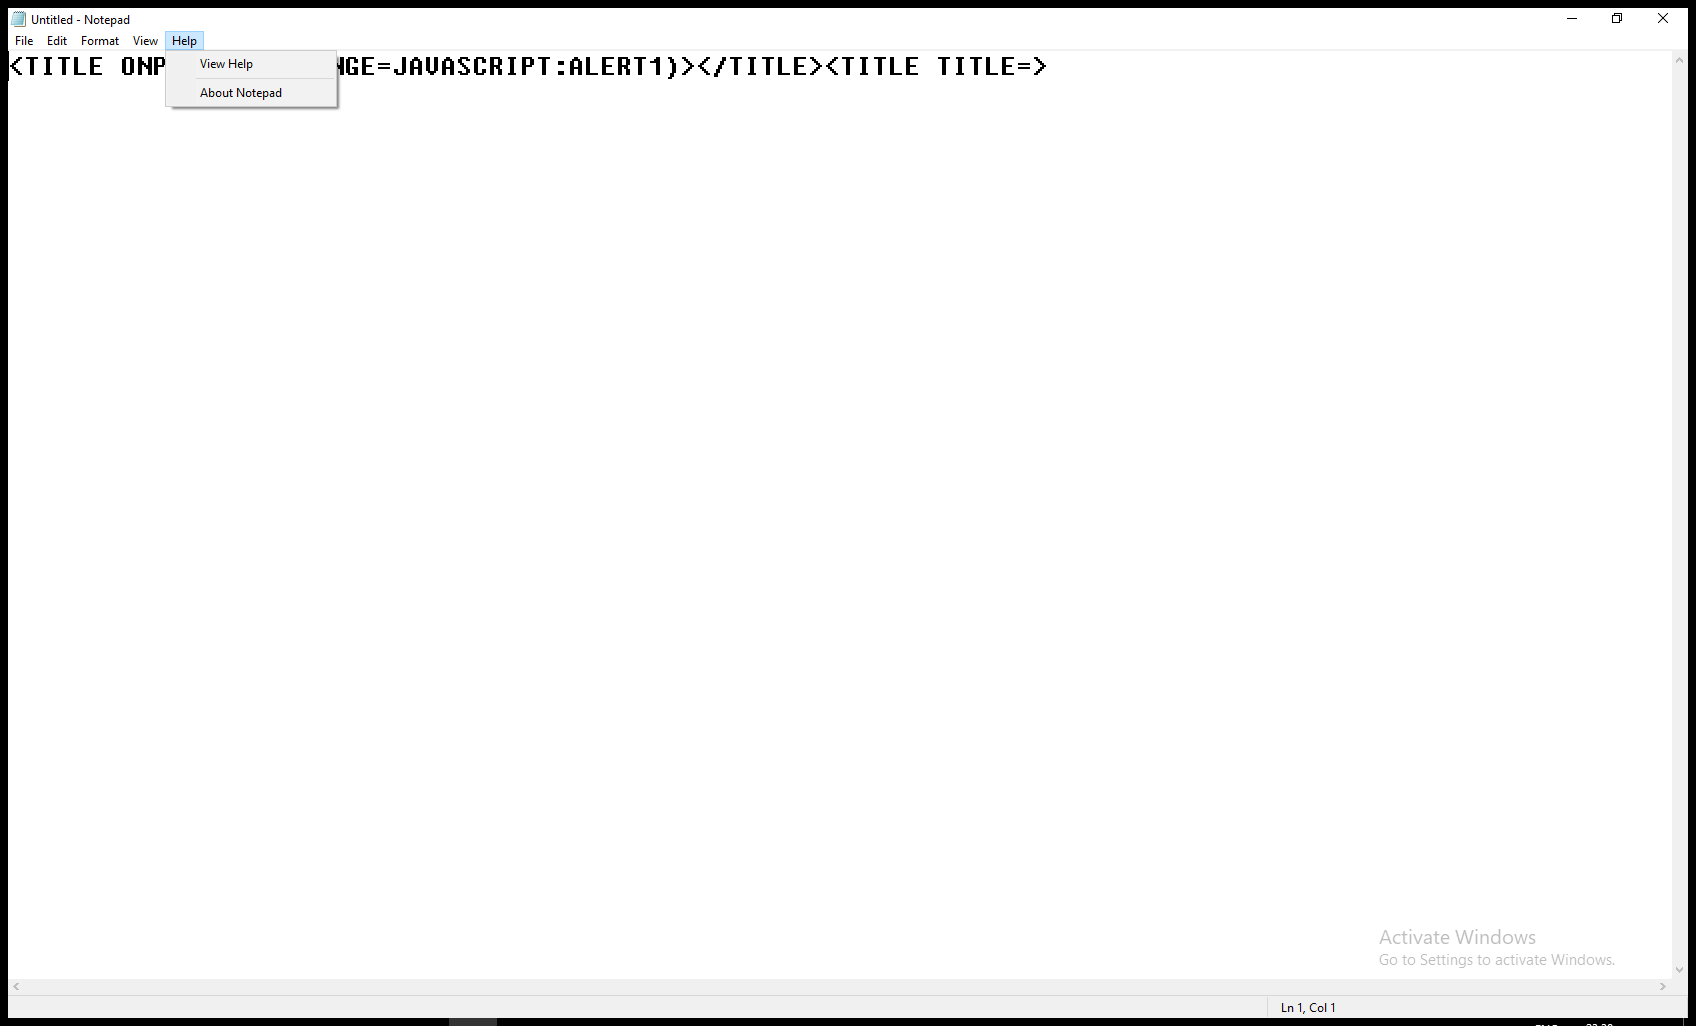 Untitled - Notepad
File Edit Format View Help
<TITLE ONP NGE=JAVASCRIPT:ALERT1)></TITLE><TITLE TITLE=>
View Help
About Notepad
Activate Windows
Go to Settings to activate Windows.
Ln 1, Col 1